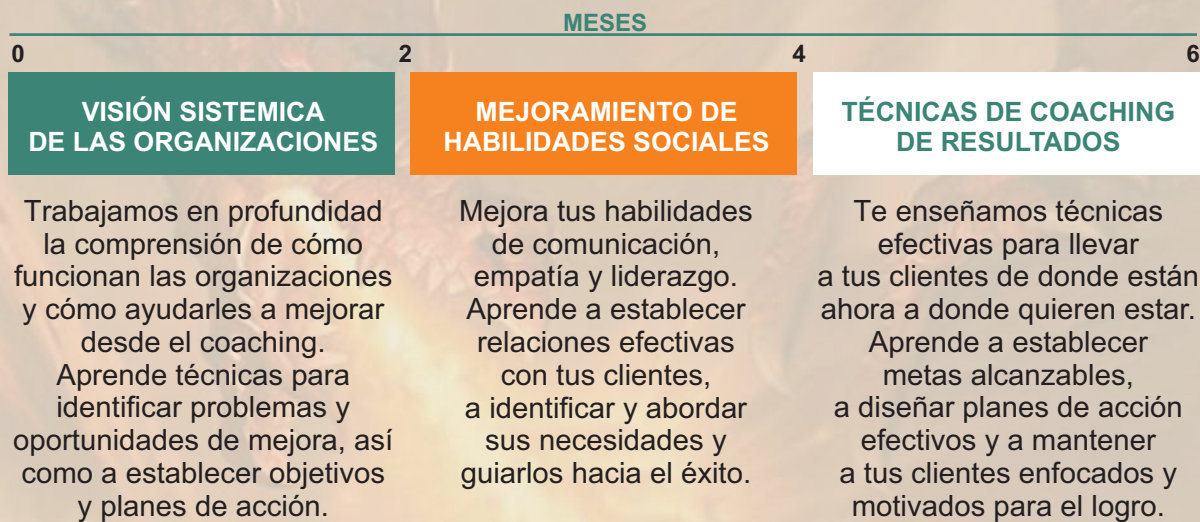 MESES
0
2
4
6
VISIÓN SISTEMICA
DE LAS ORGANIZACIONES
Trabajamos en profundidad
la comprensión de cómo
funcionan las organizaciones
y cómo ayudarles a mejorar
desde el coaching.
Aprende técnicas para
identificar problemas y
oportunidades de mejora, así
como a establecer objetivos
y planes de acción.
MEJORAMIENTO DE
HABILIDADES SOCIALES
Mejora tus habilidades
de comunicación,
empatía y liderazgo.
Aprende a establecer
relaciones efectivas
con tus clientes,
a identificar y abordar
sus necesidades y
guiarlos hacia el éxito.
TÉCNICAS DE COACHING
DE RESULTADOS
Te enseñamos técnicas
efectivas para llevar
a tus clientes de donde están
ahora a donde quieren estar.
Aprende a establecer
metas alcanzables,
a diseñar planes de acción
efectivos y a mantener
a tus clientes enfocados y
motivados para el logro.